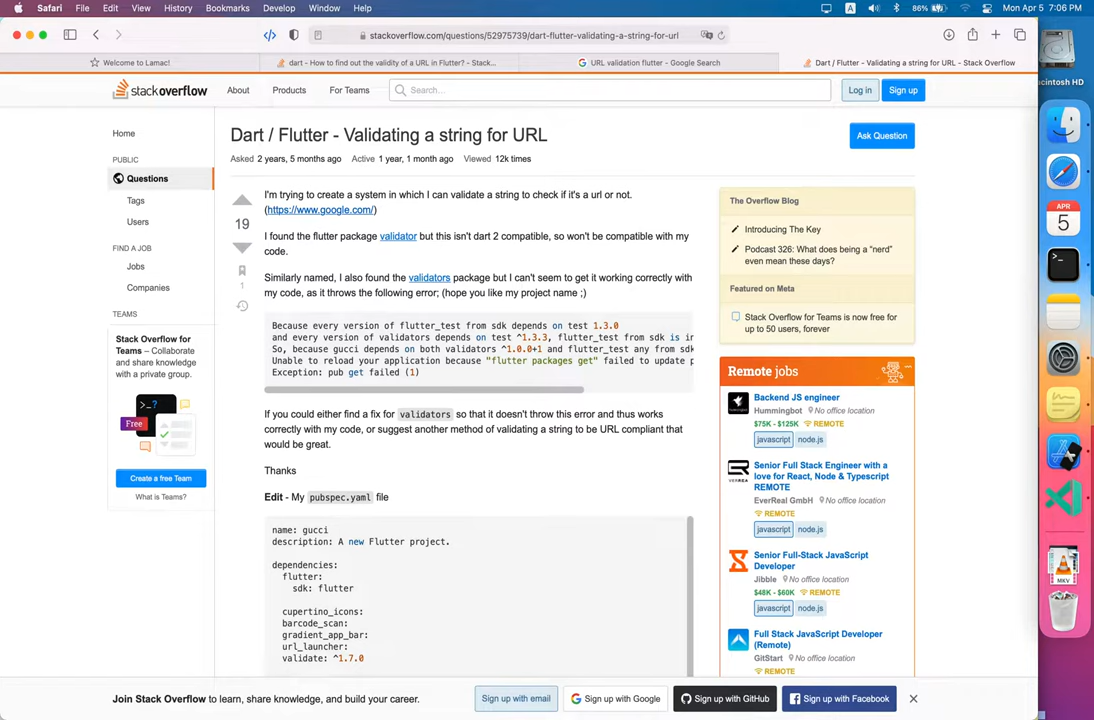 Safari File Edit View History Bookmarks Develop Window Help A 86% Mon Apr 5 7:06 PM
stackoverflow.com/questions/52975739/dart-flutter-validating-a-string-for-url
Welcome to Lamac!
dart - How to find out the validity of a URL in Flutter? - Stack...
URL validation flutter - Google Search
Dart / Flutter - Validating a string for URL - Stack Overflow
stackoverflow About Products For Teams Search... Log in Sign up
Home
PUBLIC
Questions
Tags
Users
FIND A JOB
Jobs
Companies
TEAMS
Stack Overflow for
Teams – Collaborate
and share knowledge
with a private group.
>_?
Free
Create a free Team
What is Teams?
Dart / Flutter - Validating a string for URL
Ask Question
Asked 2 years, 5 months ago Active 1 year, 1 month ago Viewed 12k times
19
1
I'm trying to create a system in which I can validate a string to check if it's a url or not.
(https://www.google.com/)
I found the flutter package validator but this isn't dart 2 compatible, so won't be compatible with my
code.
Similarly named, I also found the validators package but I can't seem to get it working correctly with
my code, as it throws the following error; (hope you like my project name ;)
Because every version of flutter_test from sdk depends on test 1.3.0
and every version of validators depends on test ^1.3.3, flutter_test from sdk is in
So, because gucci depends on both validators ^1.0.0+1 and flutter_test any from sdk
Unable to reload your application because "flutter packages get" failed to update p
Exception: pub get failed (1)
If you could either find a fix for validators so that it doesn't throw this error and thus works
correctly with my code, or suggest another method of validating a string to be URL compliant that
would be great.
Thanks
Edit - My pubspec.yaml file
name: gucci
description: A new Flutter project.
dependencies:
flutter:
sdk: flutter
cupertino_icons:
barcode_scan:
gradient_app_bar:
url_launcher:
validate: ^1.7.0
The Overflow Blog
Introducing The Key
Podcast 326: What does being a “nerd”
even mean these days?
Featured on Meta
Stack Overflow for Teams is now free for
up to 50 users, forever
Remote jobs
Backend JS engineer
Hummingbot No office location
$75K - $125K REMOTE
javascript node.js
Senior Full Stack Engineer with a
love for React, Node & Typescript
REMOTE
EverReal GmbH No office location
REMOTE
javascript node.js
Senior Full-Stack JavaScript
Developer
Jibble No office location
$48K - $60K REMOTE
javascript node.js
Full Stack JavaScript Developer
(Remote)
GitStart No office location
REMOTE
Join Stack Overflow to learn, share knowledge, and build your career.
Sign up with email Sign up with Google Sign up with GitHub Sign up with Facebook
acintosh HD
APR
5
MKV